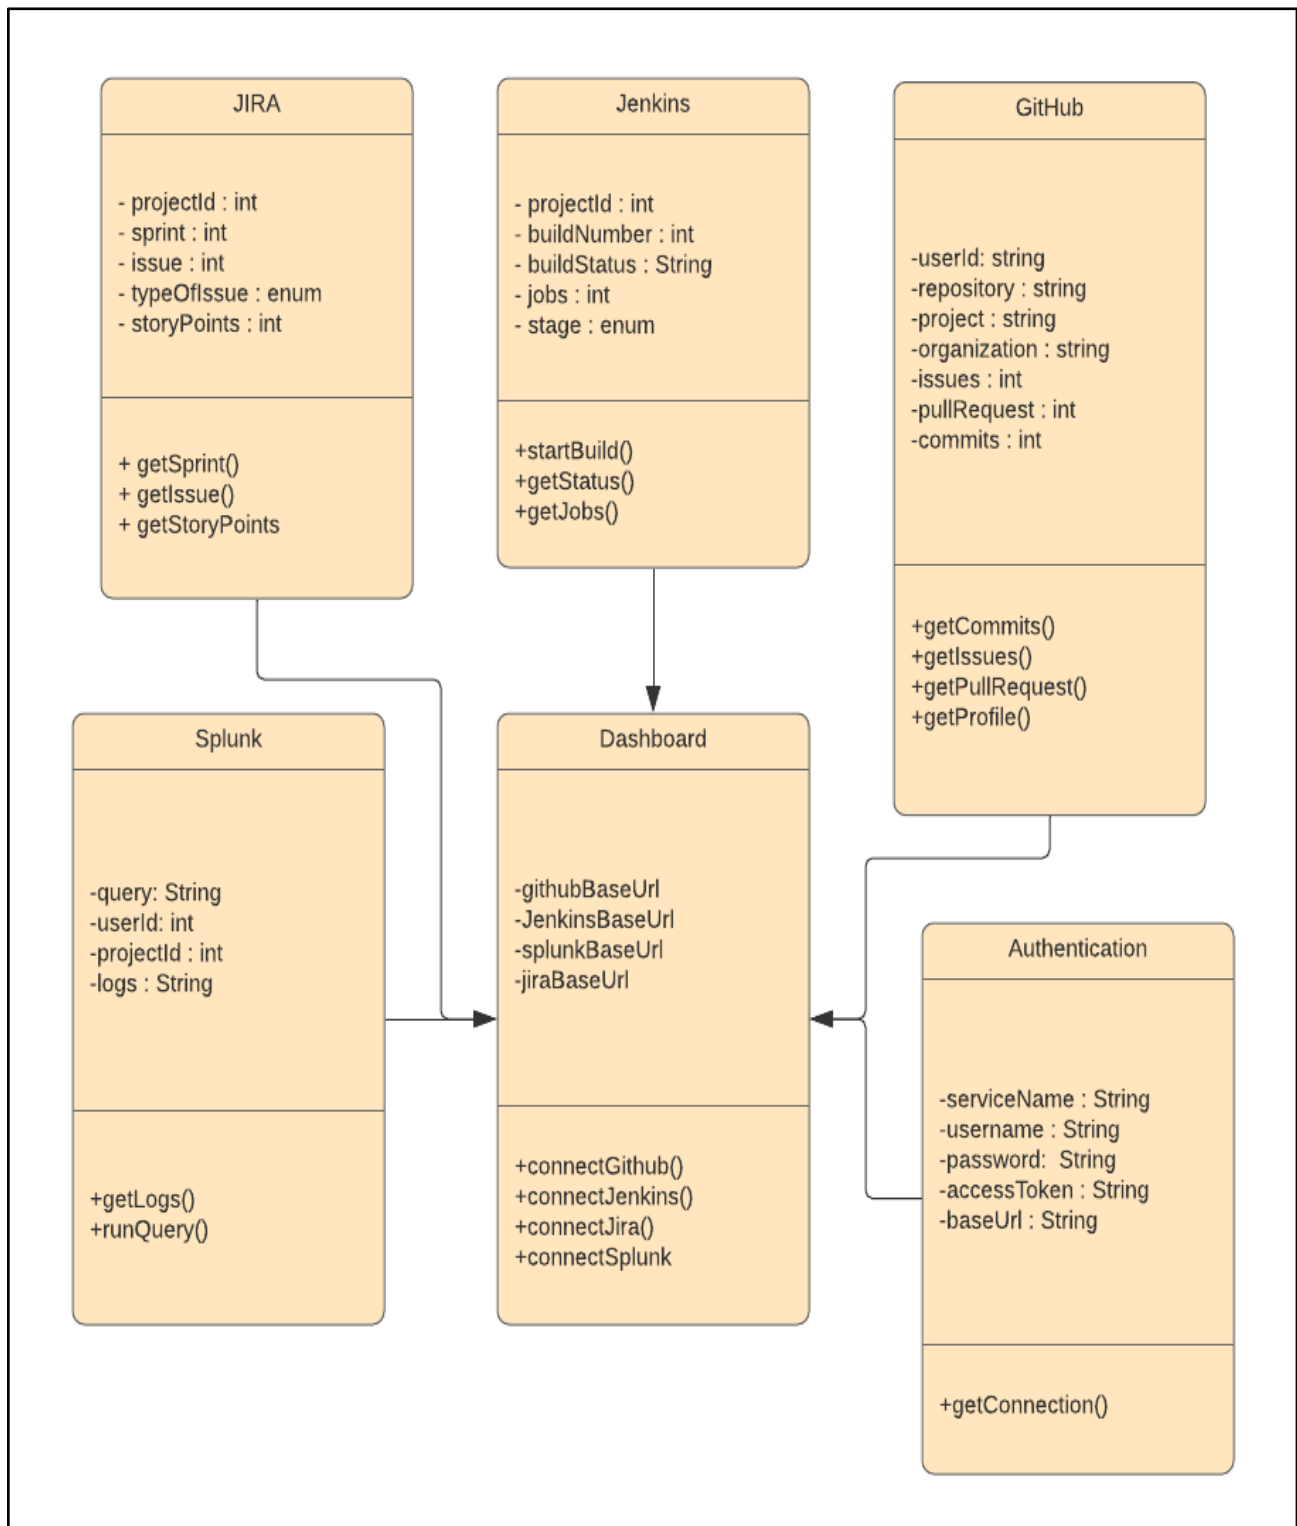 JIRA
- projectId : int
- sprint : int
- issue : int
- typeOfIssue : enum
- storyPoints : int
+ getSprint()
+ getIssue()
+ getStoryPoints
Jenkins
- projectId : int
- buildNumber : int
- buildStatus : String
- jobs : int
- stage : enum
+startBuild()
+getStatus()
+getJobs()
GitHub
-userId: string
-repository : string
-project : string
-organization : string
-issues : int
-pullRequest : int
-commits : int
+getCommits()
+getIssues()
+getPullRequest()
+getProfile()
Splunk
-query: String
-userId: int
-projectId : int
-logs : String
+getLogs()
+runQuery()
Dashboard
-githubBaseUrl
-JenkinsBaseUrl
-splunkBaseUrl
-jiraBaseUrl
+connectGithub()
+connectJenkins()
+connectJira()
+connectSplunk
Authentication
-serviceName : String
-username : String
-password:  String
-accessToken : String
-baseUrl : String
+getConnection()